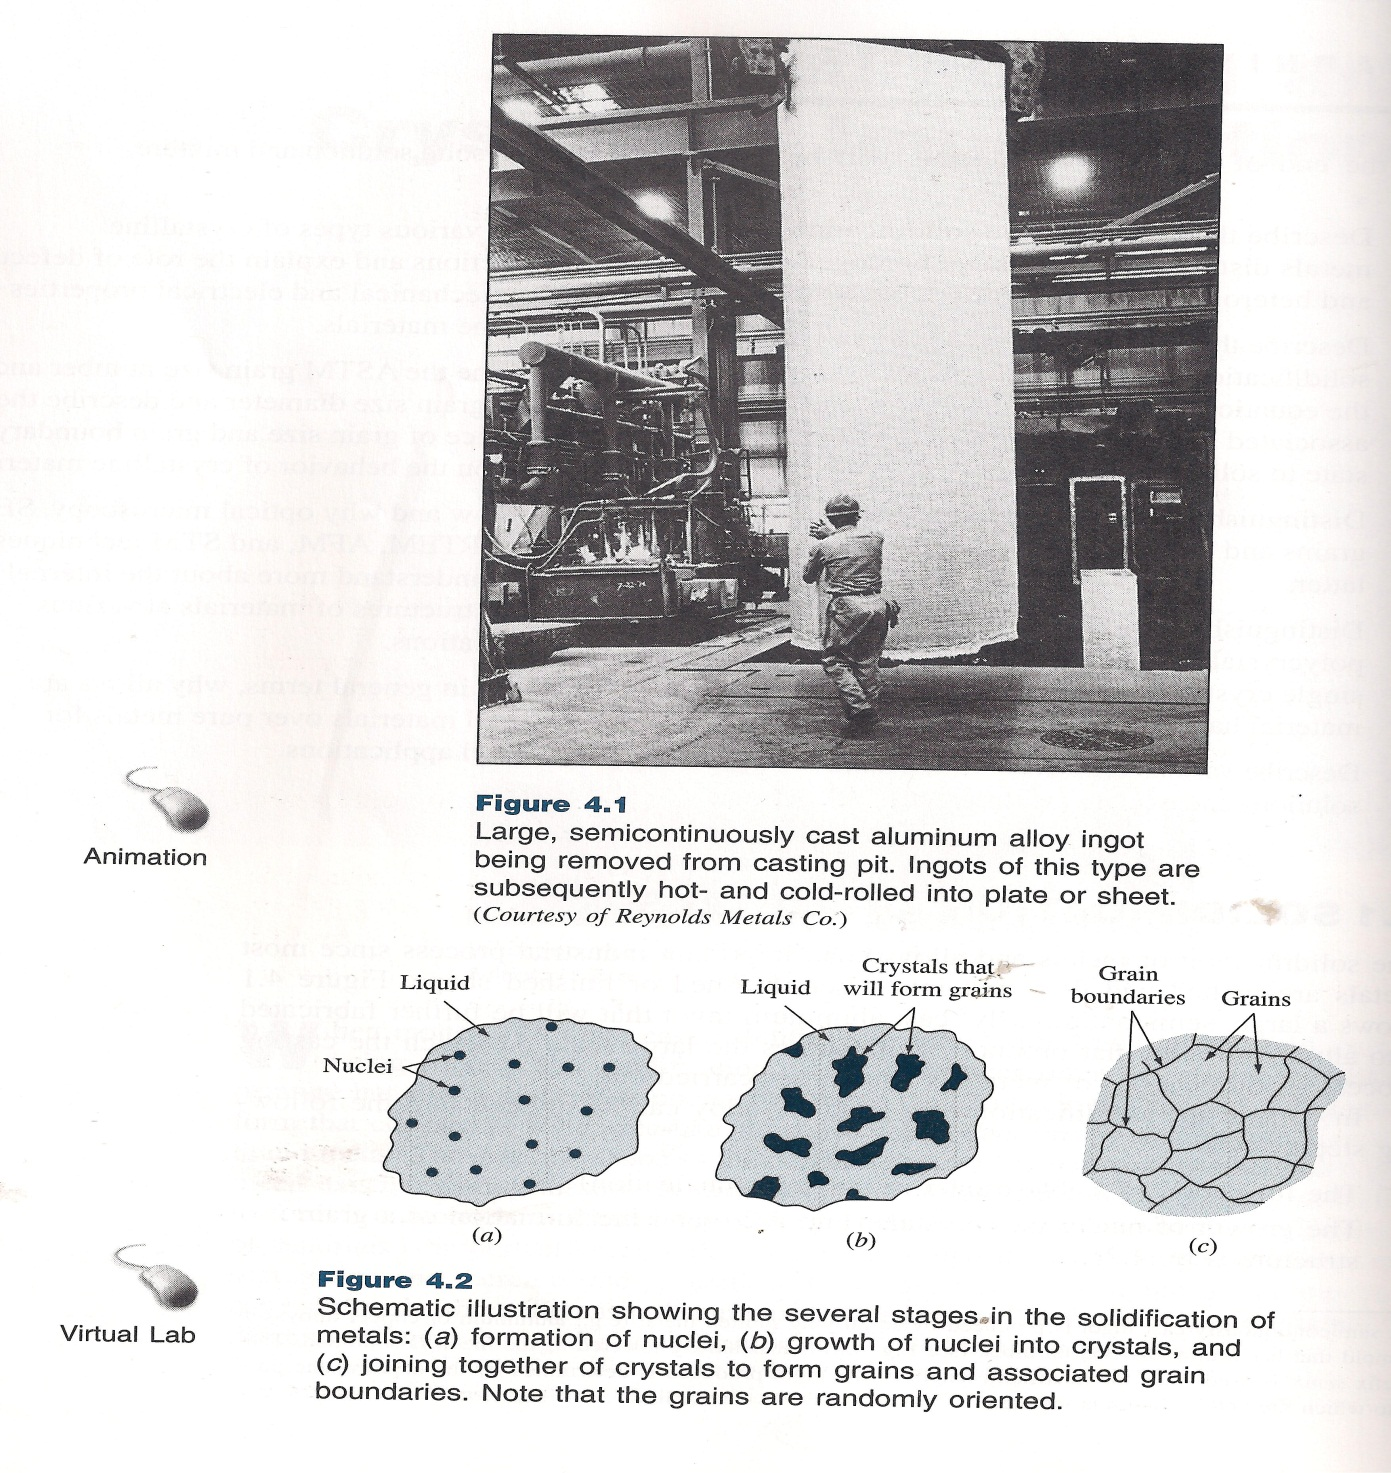 Figure 4.1
Large, semicontinuously cast aluminum alloy ingot
being removed from casting pit. Ingots of this type are
subsequently hot- and cold-rolled into plate or sheet.
(Courtesy of Reynolds Metals Co.)
Animation
Liquid
Nuclei
(a)
Liquid
Crystals that
will form grains
(b)
Grain
boundaries
Grains
(c)
Figure 4.2
Schematic illustration showing the several stages in the solidification of
metals: (a) formation of nuclei, (b) growth of nuclei into crystals, and
(c) joining together of crystals to form grains and associated grain
boundaries. Note that the grains are randomly oriented.
Virtual Lab